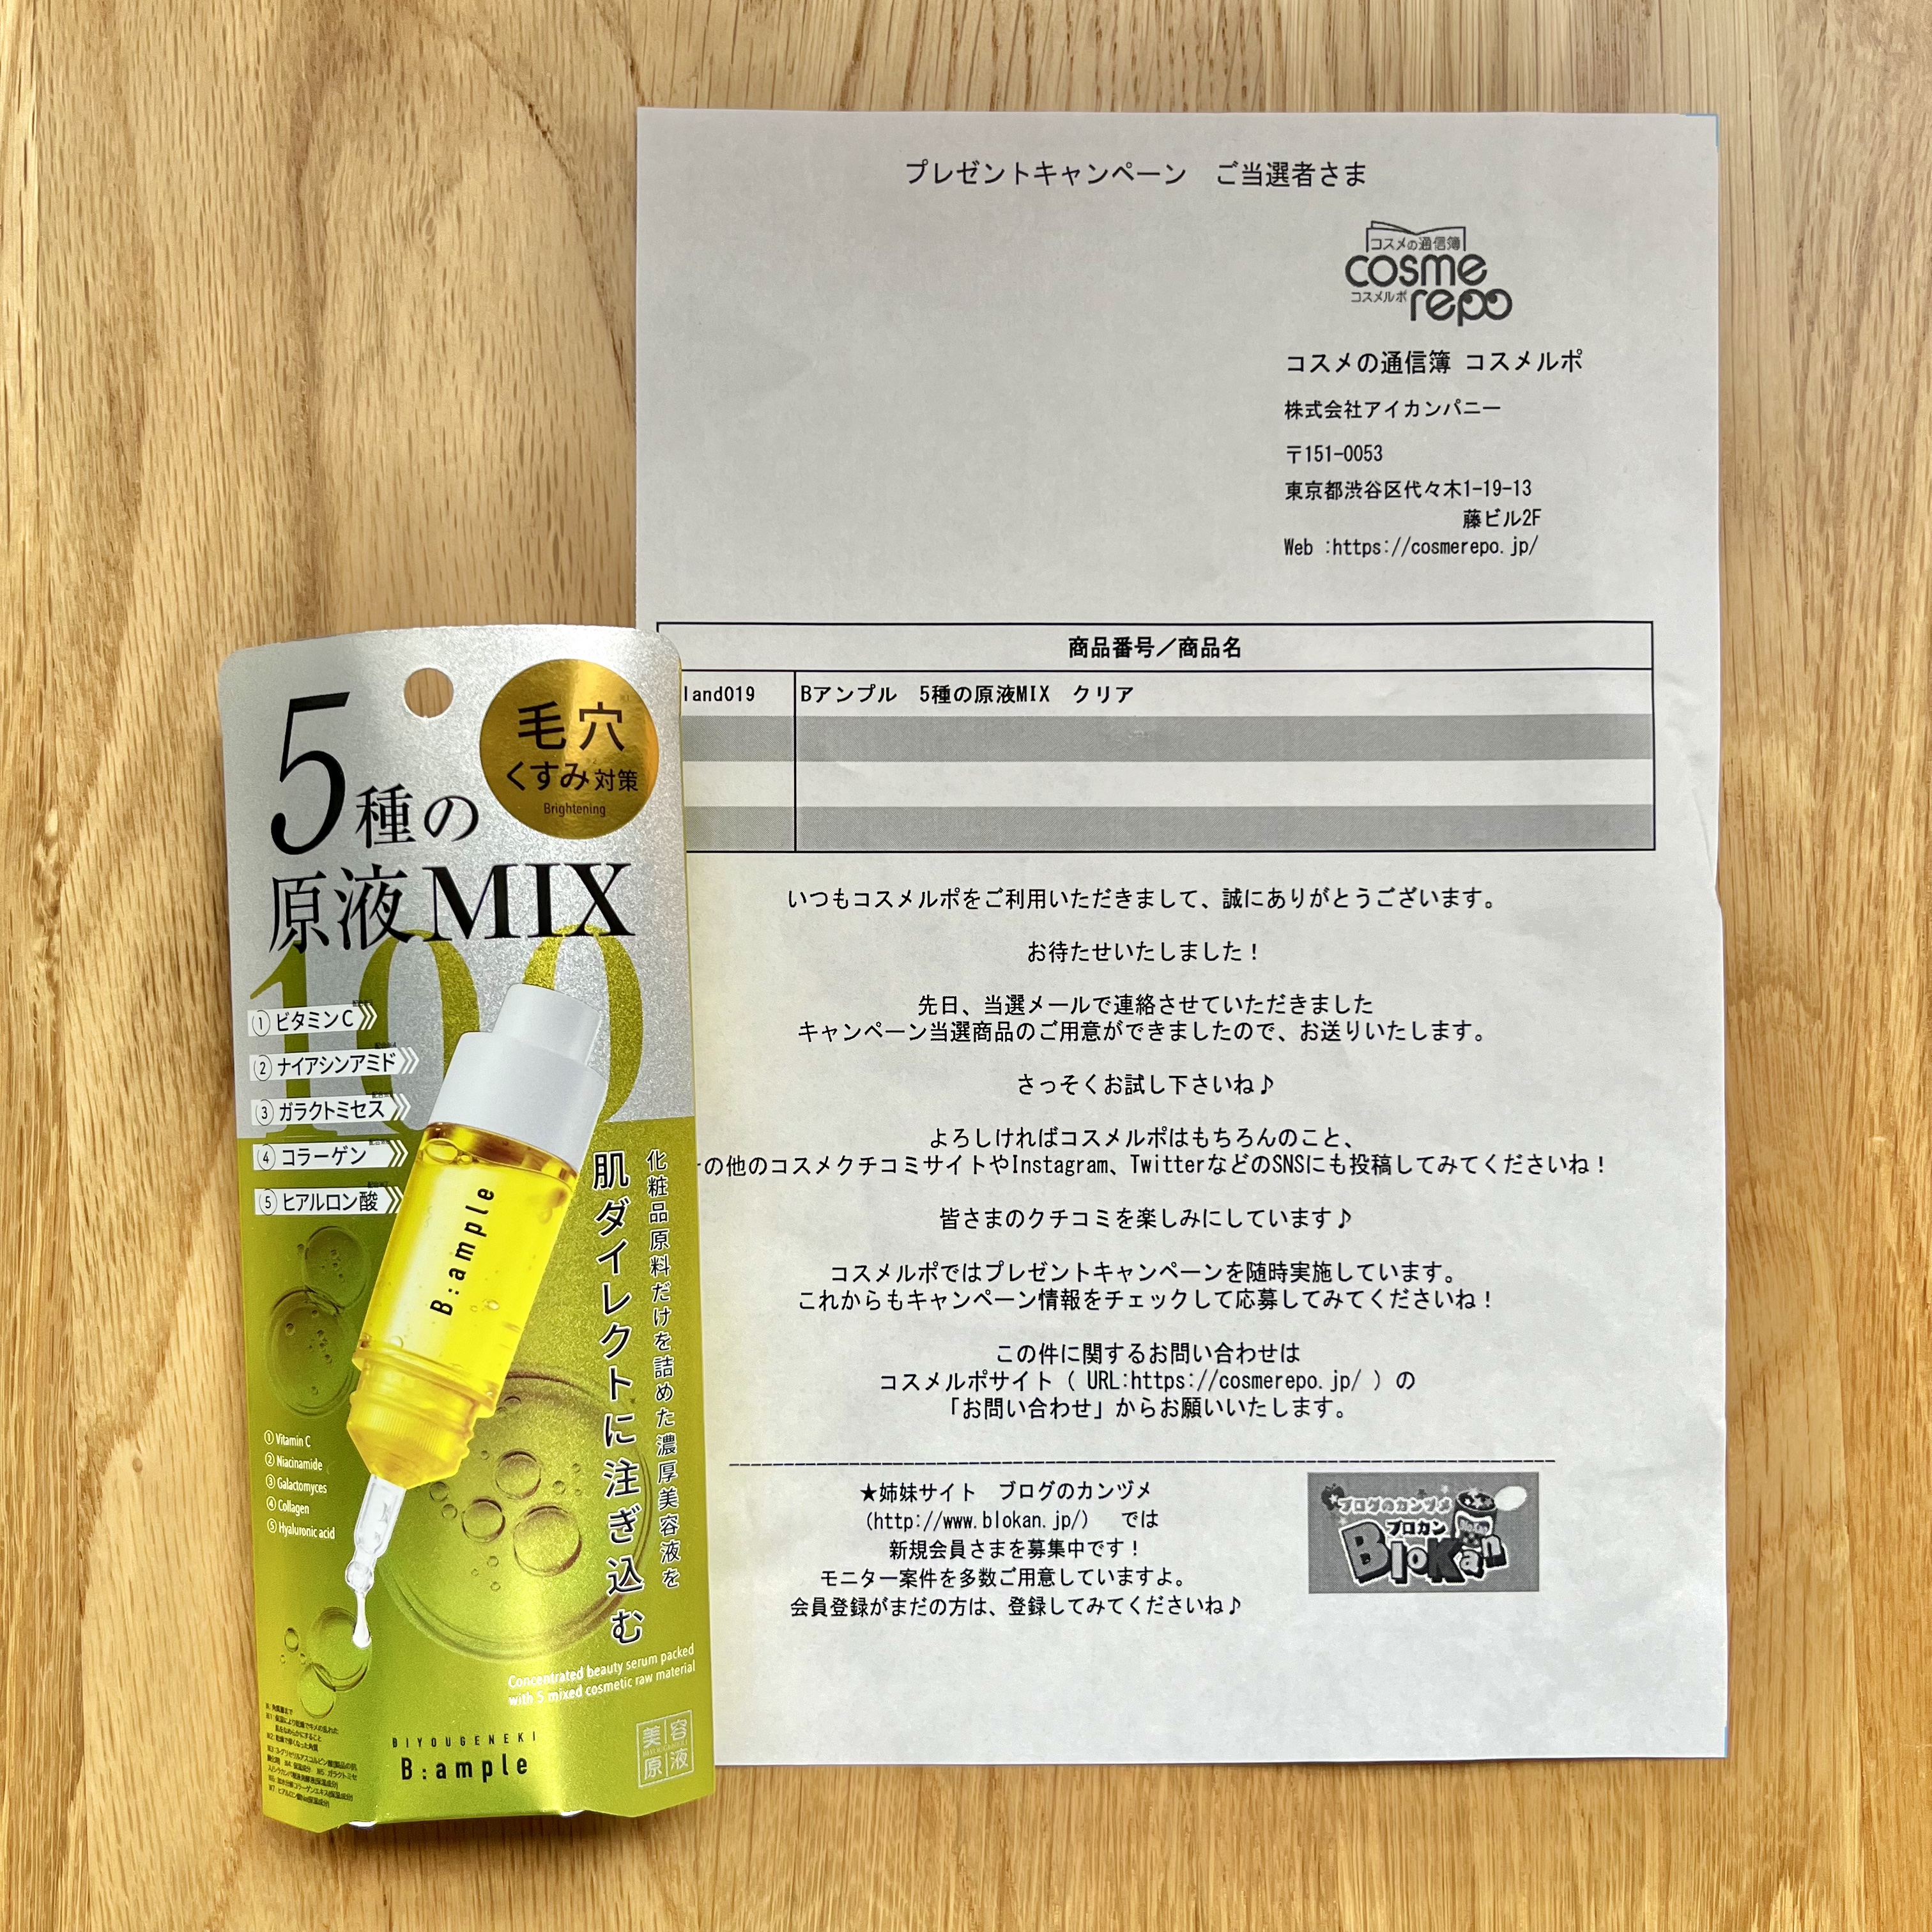 プレゼントキャンペーン　ご当選者さま
コスメの通信簿
cosme
コスメルポ repo
コスメの通信簿 コスメルポ
株式会社アイカンパニー
〒151-0053
東京都渋谷区代々木1-19-13
藤ビル2F
Web :https://cosmerepo.jp/
商品番号／商品名
land019 Bアンプル　5種の原液MIX　クリア
いつもコスメルポをご利用いただきまして、誠にありがとうございます。
お待たせいたしました！
先日、当選メールで連絡させていただきました
キャンペーン当選商品のご用意ができましたので、お送りいたします。
さっそくお試し下さいね♪
よろしければコスメルポはもちろんのこと、
の他のコスメクチコミサイトやInstagram、TwitterなどのSNSにも投稿してみてくださいね！
皆さまのクチコミを楽しみにしています♪
コスメルポではプレゼントキャンペーンを随時実施しています。
これからもキャンペーン情報をチェックして応募してみてくださいね！
この件に関するお問い合わせは
コスメルポサイト（ URL:https://cosmerepo.jp/ ）の
「お問い合わせ」からお願いいたします。
★姉妹サイト　ブログのカンヅメ
(http://www.blokan.jp/)　では
新規会員さまを募集中です！
モニター案件を多数ご用意していますよ。
会員登録がまだの方は、登録してみてくださいね♪
ブログのカンヅメ
ブロカン
BloKan
5種の
原液MIX
100
毛穴
くすみ対策
Brightening
① ビタミンC
② ナイアシンアミド
③ ガラクトミセス
④ コラーゲン
⑤ ヒアルロン酸
B:ample
化粧品原料だけを詰めた濃厚美容液を
肌ダイレクトに注ぎ込む
① Vitamin C
② Niacinamide
③ Galactomyces
④ Collagen
⑤ Hyaluronic acid
Concentrated beauty serum packed
with 5 mixed cosmetic raw material
BIYOUGENEKI
B:ample
美容
原液